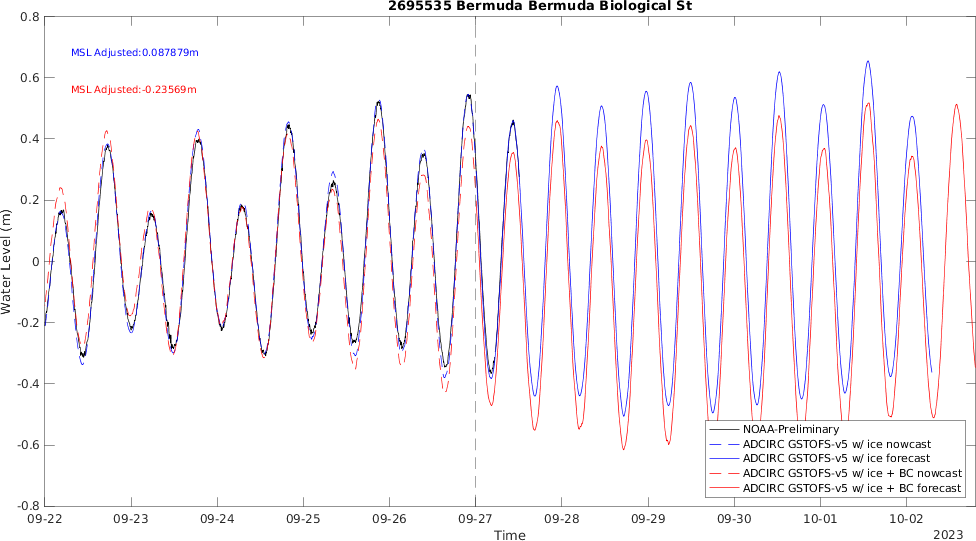 2695535 Bermuda Bermuda Biological St
0.8
MSL Adjusted:0.087879m
0.6
MSL Adjusted:-0.23569m
0.4
0.2
0
-0.2
-0.4
-0.6
-0.8
Water Level (m)
NOAA-Preliminary
ADCIRC GSTOFS-v5 w/ ice nowcast
ADCIRC GSTOFS-v5 w/ ice forecast
ADCIRC GSTOFS-v5 w/ ice + BC nowcast
ADCIRC GSTOFS-v5 w/ ice + BC forecast
09-22 09-23 09-24 09-25 09-26 09-27 09-28 09-29 09-30 10-01 10-02
Time
2023